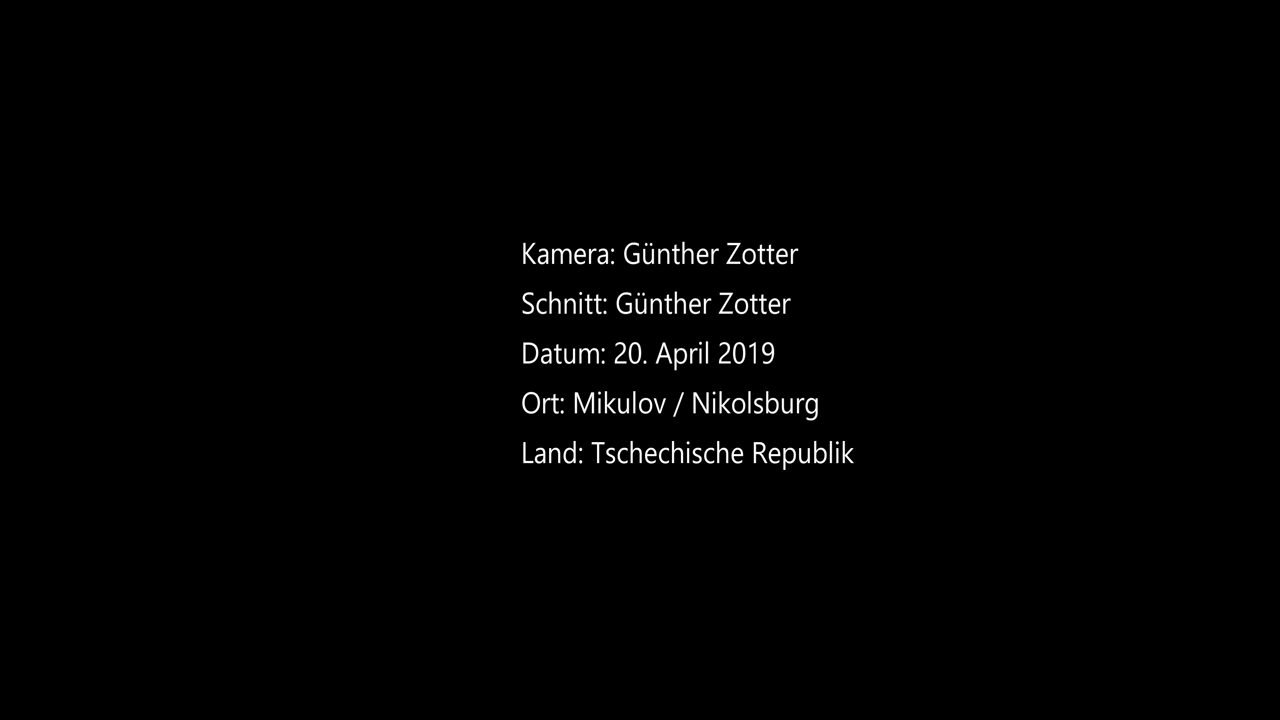 Kamera: Günther Zotter
Schnitt: Günther Zotter
Datum: 20. April 2019
Ort: Mikulov / Nikolsburg
Land: Tschechische Republik